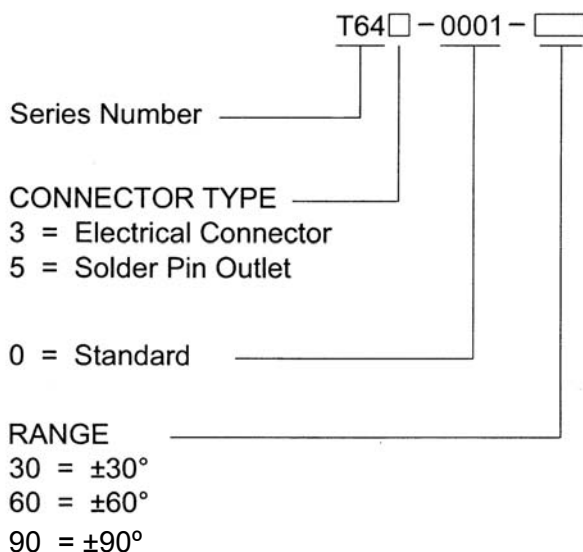 T64□ - 0001 - □
Series Number
CONNECTOR TYPE
3 = Electrical Connector
5 = Solder Pin Outlet
0 = Standard
RANGE
30 = ±30°
60 = ±60°
90 = ±90º